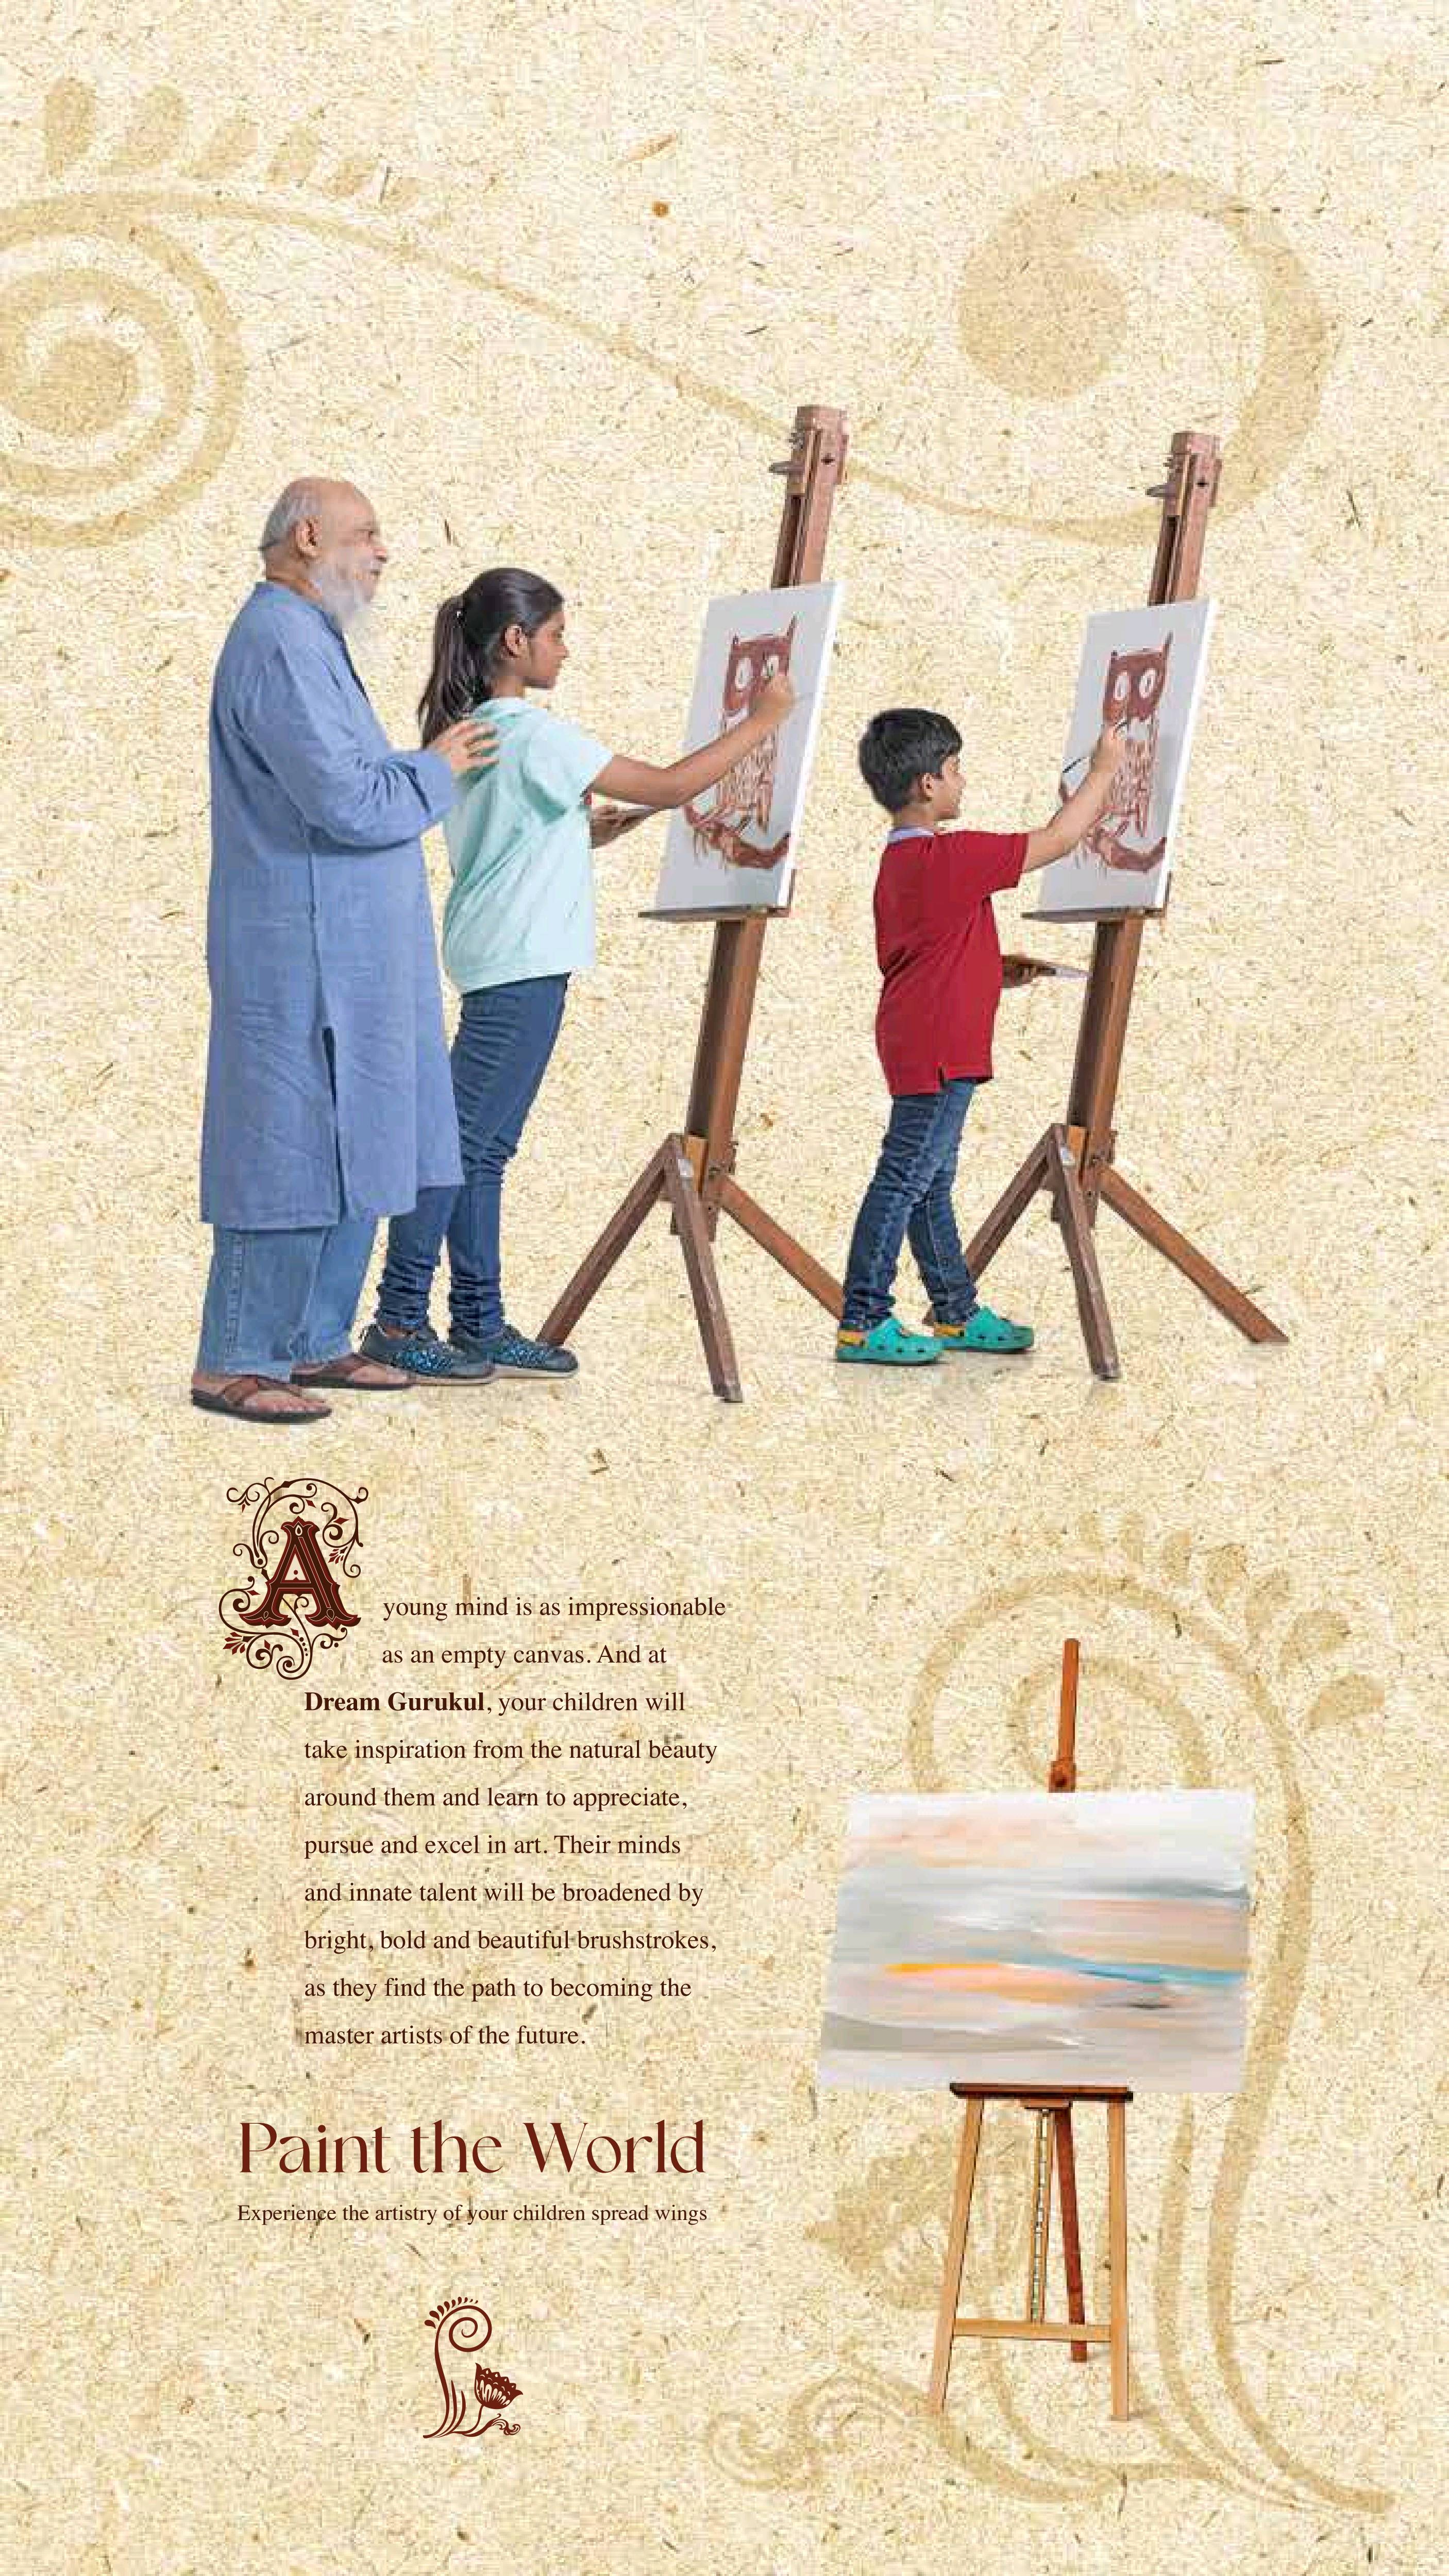 A young mind is as impressionable
as an empty canvas. And at
Dream Gurukul, your children will
take inspiration from the natural beauty
around them and learn to appreciate,
pursue and excel in art. Their minds
and innate talent will be broadened by
bright, bold and beautiful brushstrokes,
as they find the path to becoming the
master artists of the future.
Paint the World
Experience the artistry of your children spread wings